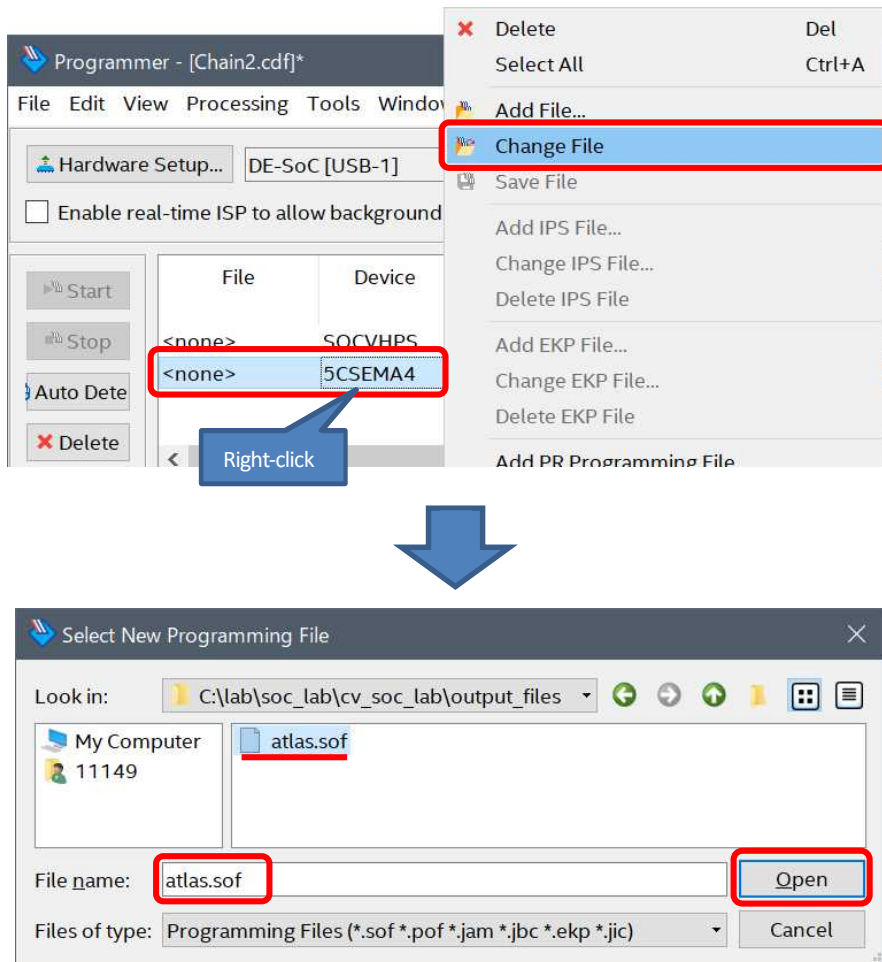 Programmer - [Chain2.cdf]*
File Edit View Processing Tools Window
Hardware Setup...
DE-SoC [USB-1]
Enable real-time ISP to allow background
Start
Stop
Auto Dete
Delete
File Device
<none> SOCVHPS
<none> 5CSEMA4
Right-click
Delete Del
Select All Ctrl+A
Add File...
Change File
Save File
Add IPS File...
Change IPS File...
Delete IPS File
Add EKP File...
Change EKP File...
Delete EKP File
Add PR Programming File
Select New Programming File
Look in: C:\lab\soc_lab\cv_soc_lab\output_files
My Computer
11149
atlas.sof
File name: atlas.sof
Open
Files of type: Programming Files (*.sof *.pof *.jam *.jbc *.ekp *.jic)
Cancel